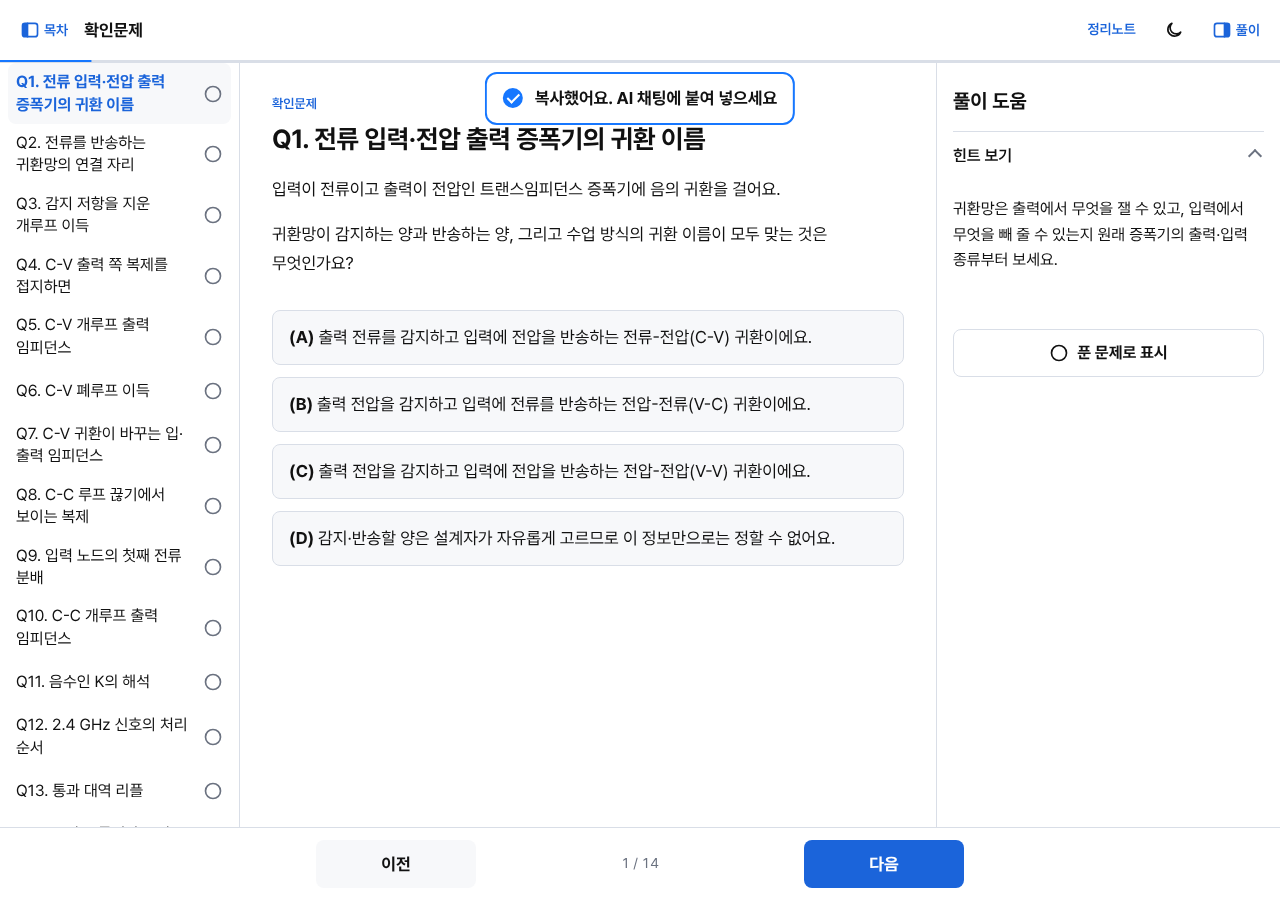 목차
확인문제
정리노트
풀이
Q1. 전류 입력·전압 출력
증폭기의 귀환 이름
Q2. 전류를 반송하는
귀환망의 연결 자리
Q3. 감지 저항을 지운
개루프 이득
Q4. C-V 출력 쪽 복제를
접지하면
Q5. C-V 개루프 출력
임피던스
Q6. C-V 폐루프 이득
Q7. C-V 귀환이 바꾸는 입·
출력 임피던스
Q8. C-C 루프 끊기에서
보이는 복제
Q9. 입력 노드의 첫째 전류
분배
Q10. C-C 개루프 출력
임피던스
Q11. 음수인 K의 해석
Q12. 2.4 GHz 신호의 처리
순서
Q13. 통과 대역 리플
복사했어요. AI 채팅에 붙여 넣으세요
확인문제
Q1. 전류 입력·전압 출력 증폭기의 귀환 이름
입력이 전류이고 출력이 전압인 트랜스임피던스 증폭기에 음의 귀환을 걸어요.
귀환망이 감지하는 양과 반송하는 양, 그리고 수업 방식의 귀환 이름이 모두 맞는 것은
무엇인가요?
(A) 출력 전류를 감지하고 입력에 전압을 반송하는 전류-전압(C-V) 귀환이에요.
(B) 출력 전압을 감지하고 입력에 전류를 반송하는 전압-전류(V-C) 귀환이에요.
(C) 출력 전압을 감지하고 입력에 전압을 반송하는 전압-전압(V-V) 귀환이에요.
(D) 감지·반송할 양은 설계자가 자유롭게 고르므로 이 정보만으로는 정할 수 없어요.
풀이 도움
힌트 보기
귀환망은 출력에서 무엇을 잴 수 있고, 입력에서
무엇을 빼 줄 수 있는지 원래 증폭기의 출력·입력
종류부터 보세요.
푼 문제로 표시
이전
1 / 14
다음